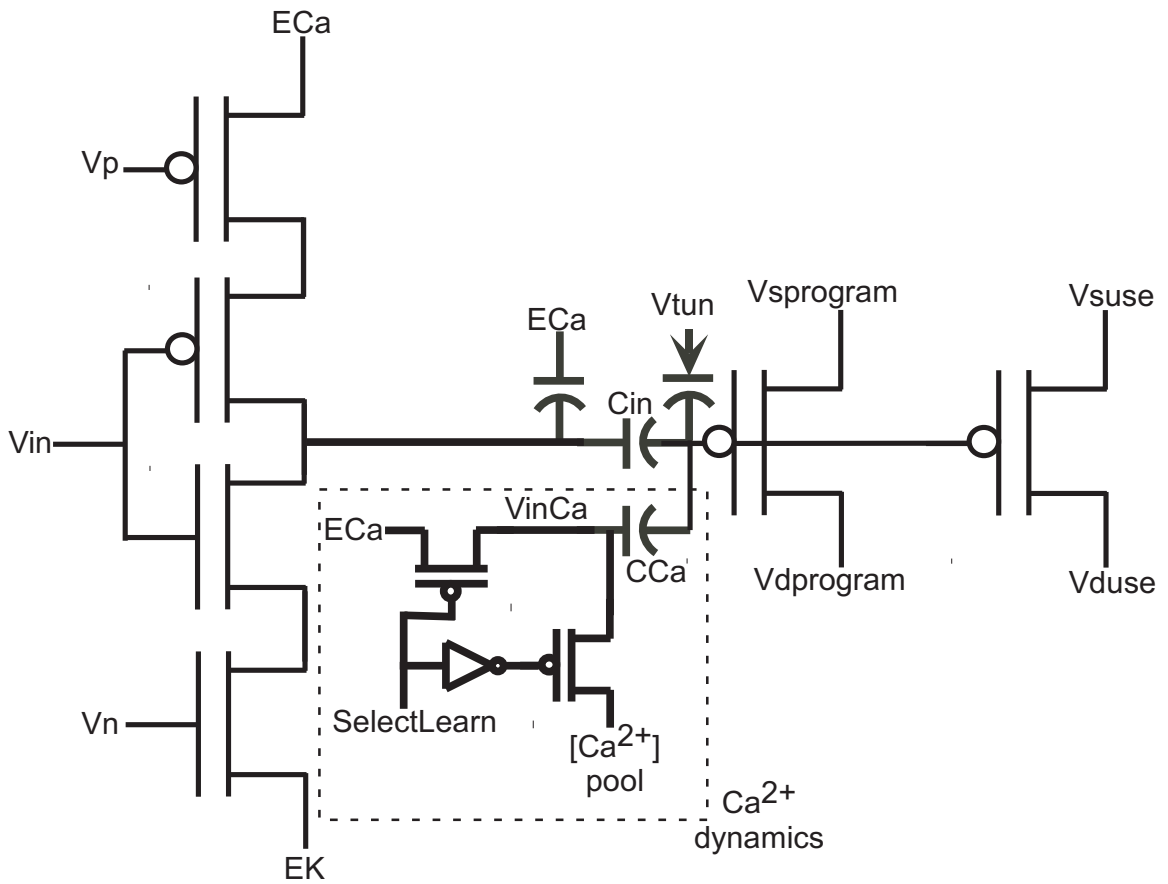 ECa
Vp
Vsprogram
Vsuse
Vtun
ECa
Cin
Vin
VinCa
ECa
CCa
Vdprogram
Vduse
SelectLearn
Vn
[Ca2+]
pool
Ca2+
dynamics
EK